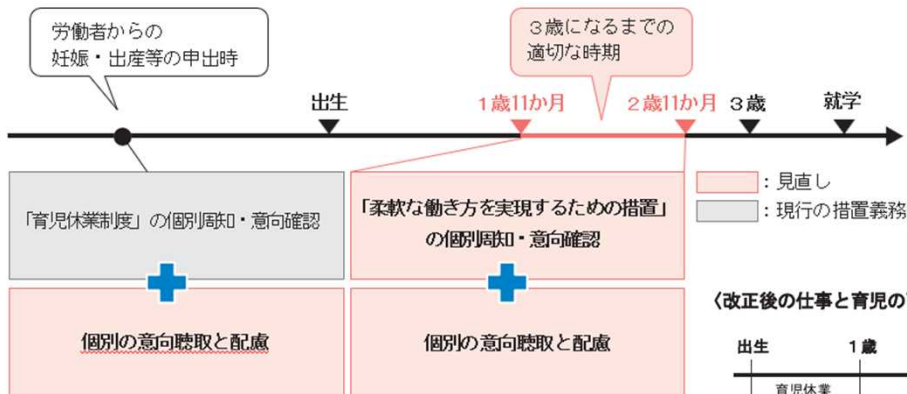 労働者からの
妊娠・出産等の申出時
3歳になるまでの
適切な時期
出生
1歳11か月
2歳11か月
3歳
就学
「育児休業制度」の個別周知・意向確認
「柔軟な働き方を実現するための措置」
の個別周知・意向確認
：見直し
：現行の措置義務
個別の意向聴取と配慮
個別の意向聴取と配慮
〈改正後の仕事と育児の
出生
1歳
育児休業